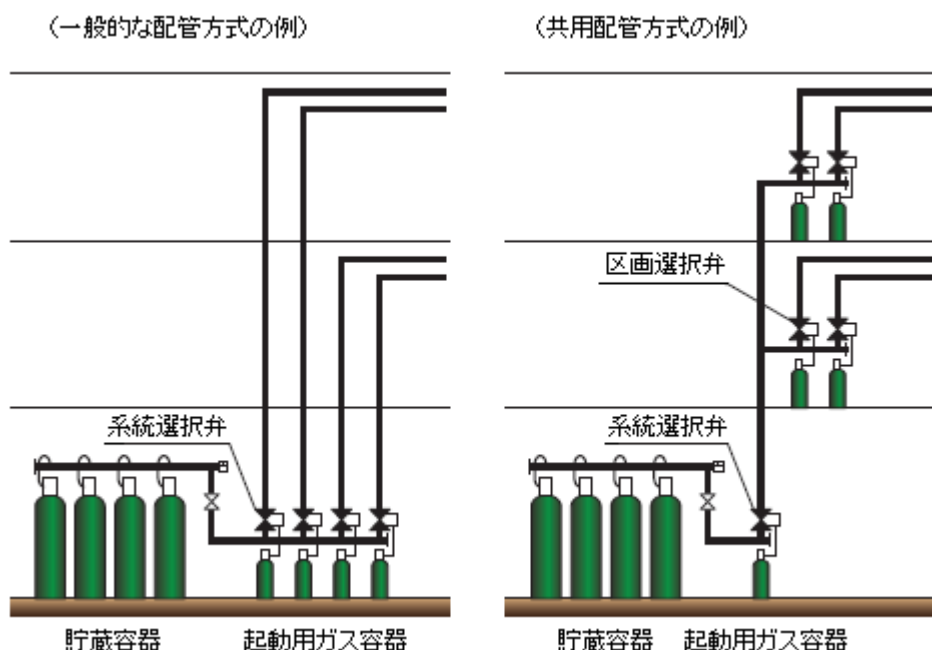 (一般的な配管方式の例)
(共用配管方式の例)
区画選択弁
系統選択弁
系統選択弁
貯蔵容器
起動用ガス容器
貯蔵容器
起動用ガス容器